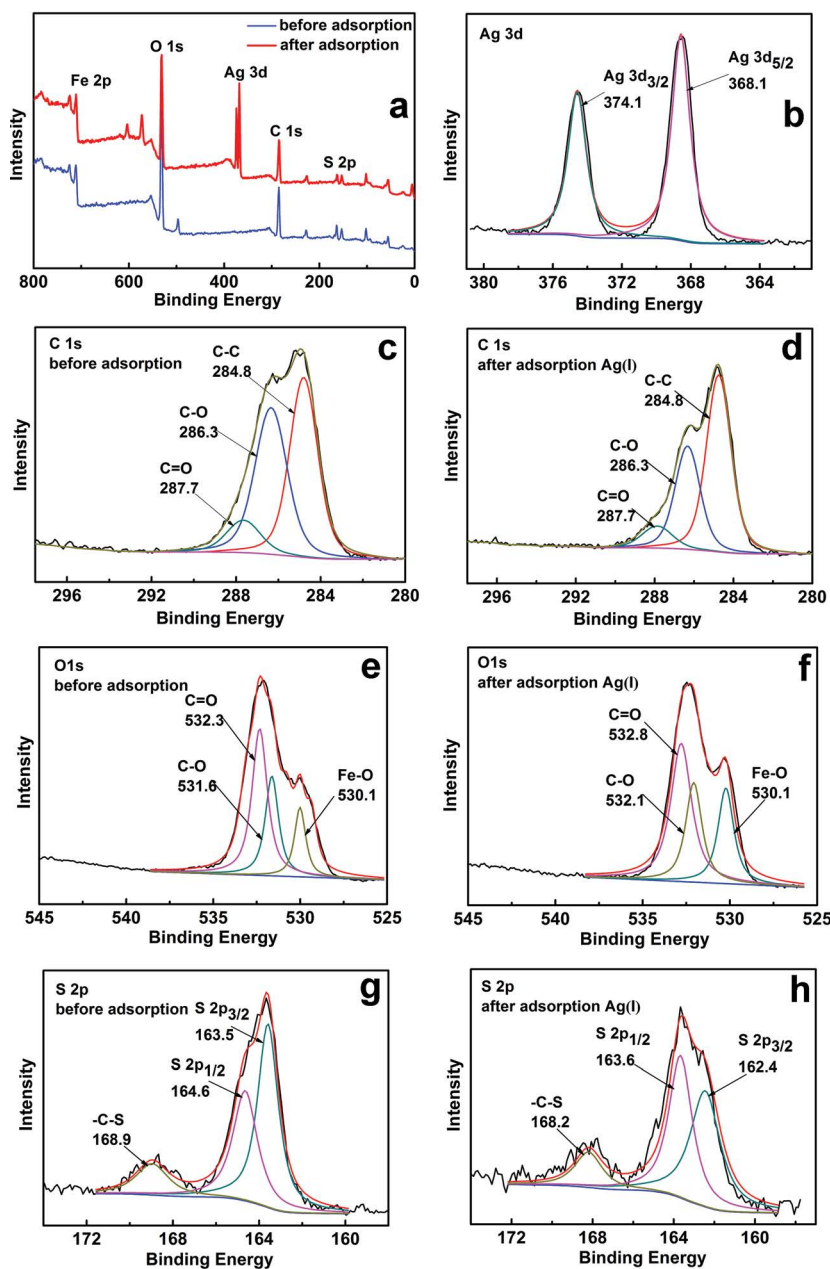 before adsorption
after adsorption
Fe 2p
O 1s
Ag 3d
C 1s
S 2p
a
Intensity
800 600 400 200 0
Binding Energy
Ag 3d
b
Ag 3d3/2
374.1
Ag 3d5/2
368.1
Intensity
380 376 372 368 364
Binding Energy
C 1s
before adsorption
c
C-C
284.8
C-O
286.3
C=O
287.7
Intensity
296 292 288 284 280
Binding Energy
C 1s
after adsorption Ag(I)
d
C-C
284.8
C-O
286.3
C=O
287.7
Intensity
296 292 288 284 280
Binding Energy
O1s
before adsorption
e
C=O
532.3
C-O
531.6
Fe-O
530.1
Intensity
545 540 535 530 525
Binding Energy
O1s
after adsorption Ag(I)
f
C=O
532.8
C-O
532.1
Fe-O
530.1
Intensity
545 540 535 530 525
Binding Energy
S 2p
before adsorption
g
S 2p3/2
163.5
S 2p1/2
164.6
-C-S
168.9
Intensity
172 168 164 160
Binding Energy
S 2p
after adsorption Ag(I)
h
S 2p1/2
163.6
S 2p3/2
162.4
-C-S
168.2
Intensity
172 168 164 160
Binding Energy